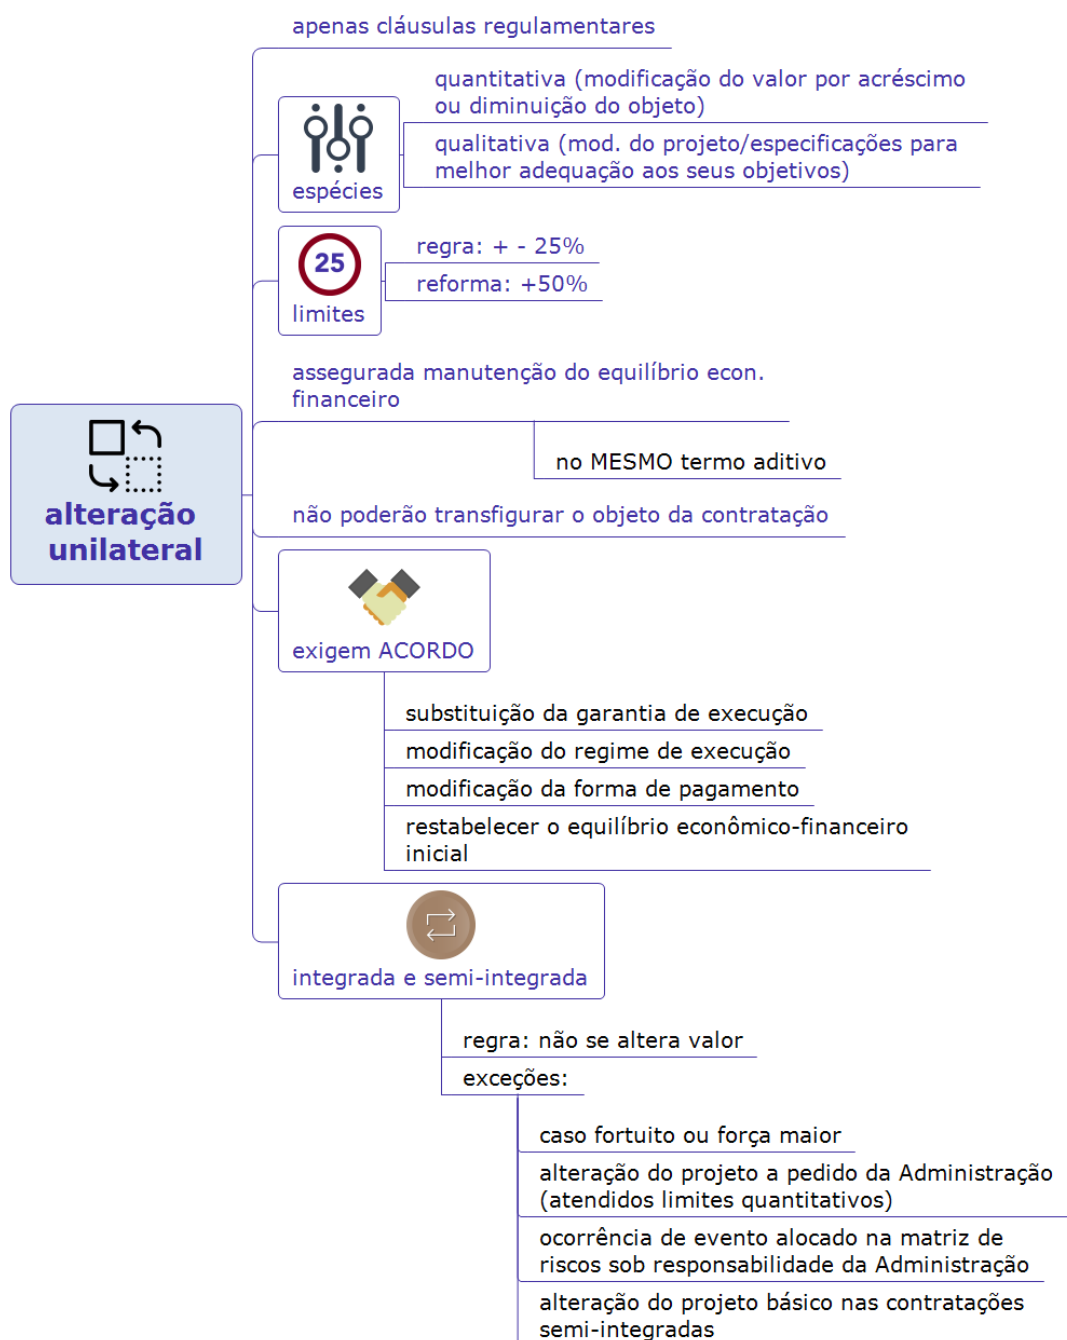 apenas cláusulas regulamentares
quantitativa (modificação do valor por acréscimo
ou diminuição do objeto)
qualitativa (mod. do projeto/especificações para
melhor adequação aos seus objetivos)
espécies
25
regra: + - 25%
reforma: +50%
limites
assegurada manutenção do equilíbrio econ.
financeiro
no MESMO termo aditivo
alteração
unilateral
não poderão transfigurar o objeto da contratação
exigem ACORDO
substituição da garantia de execução
modificação do regime de execução
modificação da forma de pagamento
restabelecer o equilíbrio econômico-financeiro
inicial
integrada e semi-integrada
regra: não se altera valor
exceções:
caso fortuito ou força maior
alteração do projeto a pedido da Administração
(atendidos limites quantitativos)
ocorrência de evento alocado na matriz de
riscos sob responsabilidade da Administração
alteração do projeto básico nas contratações
semi-integradas